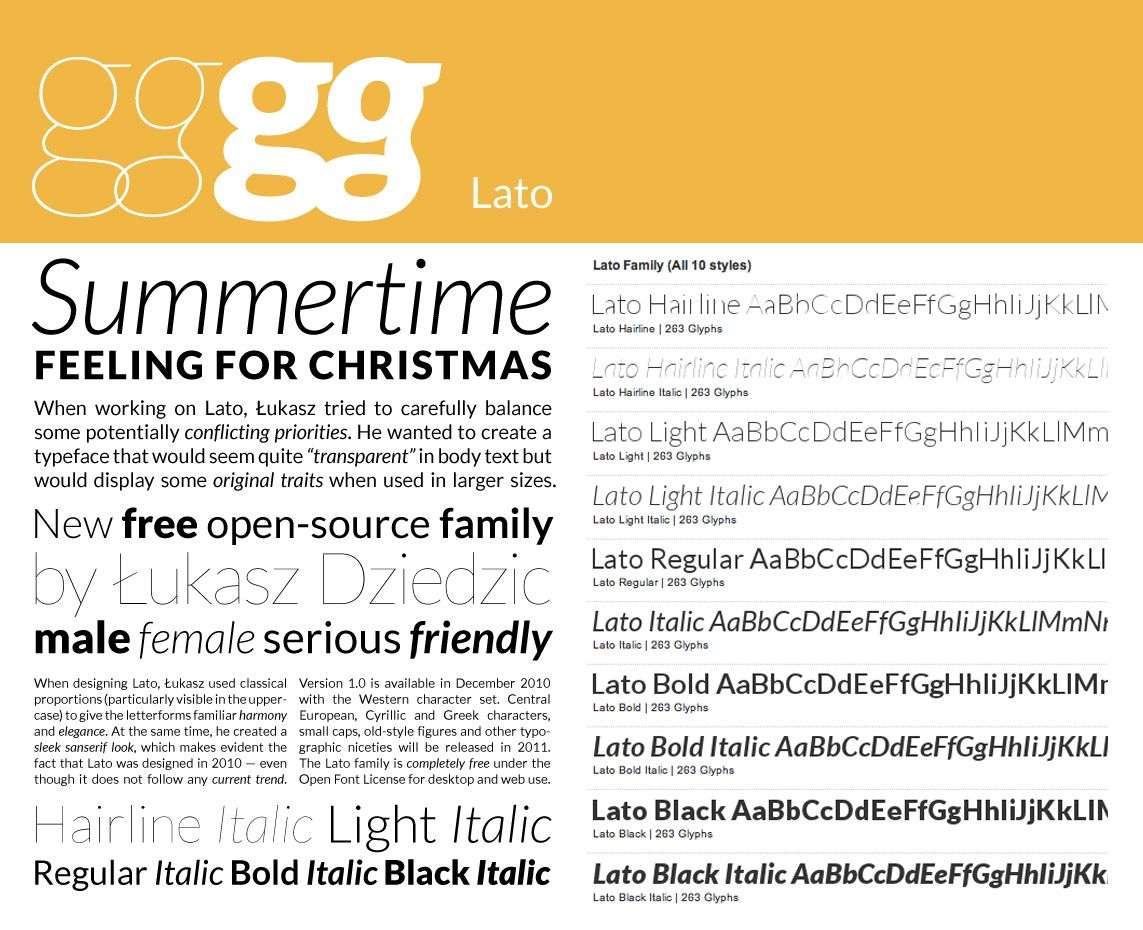 gggg
Lato
Summertime
FEELING FOR CHRISTMAS
When working on Lato, Łukasz tried to carefully balance
some potentially conflicting priorities. He wanted to create a
typeface that would seem quite “transparent” in body text but
would display some original traits when used in larger sizes.
New free open-source family
by Łukasz Dziedzic
male female serious friendly
When designing Lato, Łukasz used classical
proportions (particularly visible in the upper-
case) to give the letterforms familiar harmony
and elegance. At the same time, he created a
sleek sanserif look, which makes evident the
fact that Lato was designed in 2010 — even
though it does not follow any current trend.
Version 1.0 is available in December 2010
with the Western character set. Central
European, Cyrillic and Greek characters,
small caps, old-style figures and other typo-
graphic niceties will be released in 2011.
The Lato family is completely free under the
Open Font License for desktop and web use.
Hairline Italic Light Italic
Regular Italic Bold Italic Black Italic
Lato Family (All 10 styles)
Lato Hairline AaBbCcDdEeFfGgHhIiJjKkLlM
Lato Hairline | 263 Glyphs
Lato Hairline Italic AaBbCcDdEeFfGgHhIiJjKkLl
Lato Hairline Italic | 263 Glyphs
Lato Light AaBbCcDdEeFfGgHhIiJjKkLlMm
Lato Light | 263 Glyphs
Lato Light Italic AaBbCcDdEeFfGgHhIiJjKkLlM
Lato Light Italic | 263 Glyphs
Lato Regular AaBbCcDdEeFfGgHhIiJjKkLl
Lato Regular | 263 Glyphs
Lato Italic AaBbCcDdEeFfGgHhIiJjKkLlMmNn
Lato Italic | 263 Glyphs
Lato Bold AaBbCcDdEeFfGgHhIiJjKkLlMm
Lato Bold | 263 Glyphs
Lato Bold Italic AaBbCcDdEeFfGgHhIiJjKkLl
Lato Bold Italic | 263 Glyphs
Lato Black AaBbCcDdEeFfGgHhIiJjKkLlM
Lato Black | 263 Glyphs
Lato Black Italic AaBbCcDdEeFfGgHhIiJjKk
Lato Black Italic | 263 Glyphs